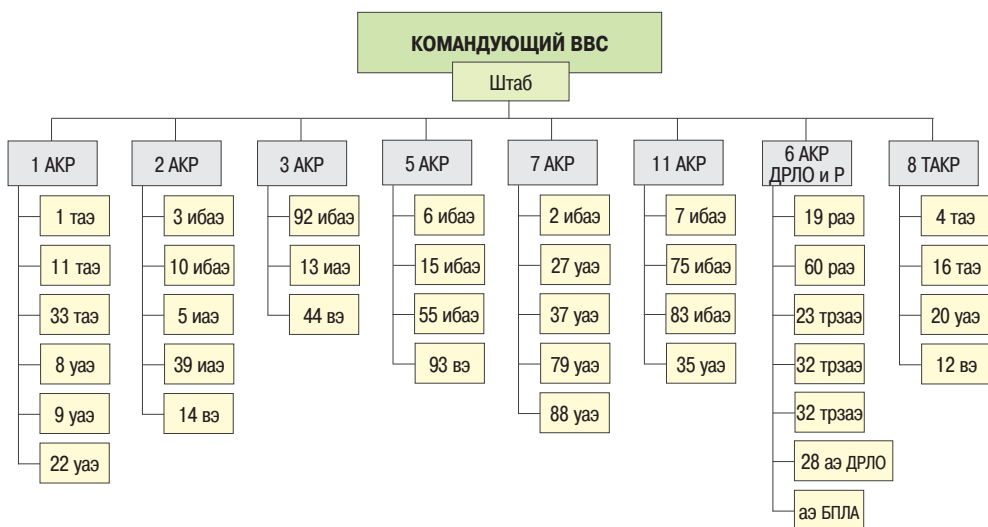 КОМАНДУЮЩИЙ ВВС
Штаб
1 АКР
1 таэ
11 таэ
33 таэ
8 уаэ
9 уаэ
22 уаэ
2 АКР
3 ибаэ
10 ибаэ
5 иаэ
39 иаэ
14 вэ
3 АКР
92 ибаэ
13 иаэ
44 вэ
5 АКР
6 ибаэ
15 ибаэ
55 ибаэ
93 вэ
7 АКР
2 ибаэ
27 уаэ
37 уаэ
79 уаэ
88 уаэ
11 АКР
7 ибаэ
75 ибаэ
83 ибаэ
35 уаэ
6 АКР
ДРЛО и Р
19 раэ
60 раэ
23 трзаэ
32 трзаэ
32 трзаэ
28 аэ ДРЛО
аэ БПЛА
8 ТАКР
4 таэ
16 таэ
20 уаэ
12 вэ